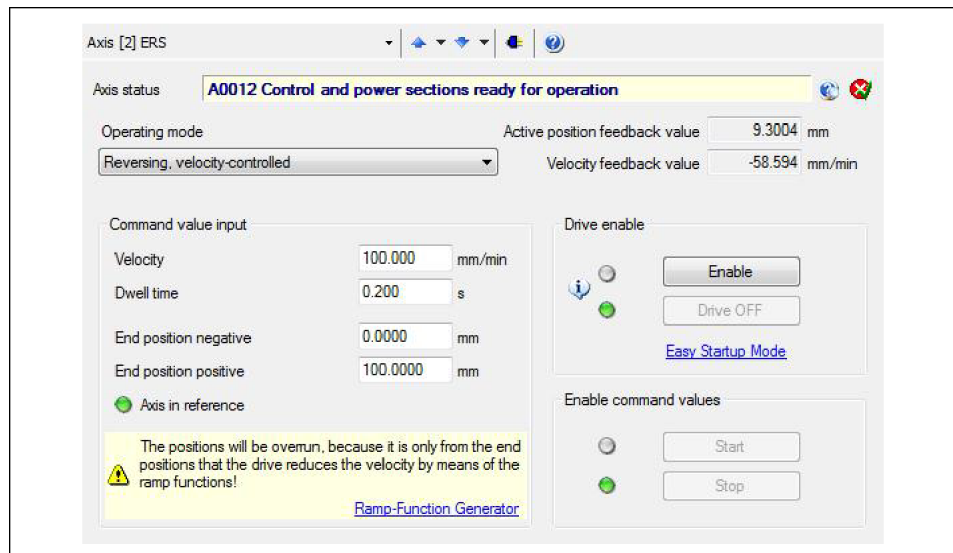 Axis [2] ERS
Axis status A0012 Control and power sections ready for operation
Operating mode
Reversing, velocity-controlled
Active position feedback value 9.3004 mm
Velocity feedback value -58.594 mm/min
Command value input
Velocity 100.000 mm/min
Dwell time 0.200 s
End position negative 0.0000 mm
End position positive 100.0000 mm
Axis in reference
The positions will be overrun, because it is only from the end
positions that the drive reduces the velocity by means of the
ramp functions!
Ramp-Function Generator
Drive enable
Enable
Drive OFF
Easy Startup Mode
Enable command values
Start
Stop